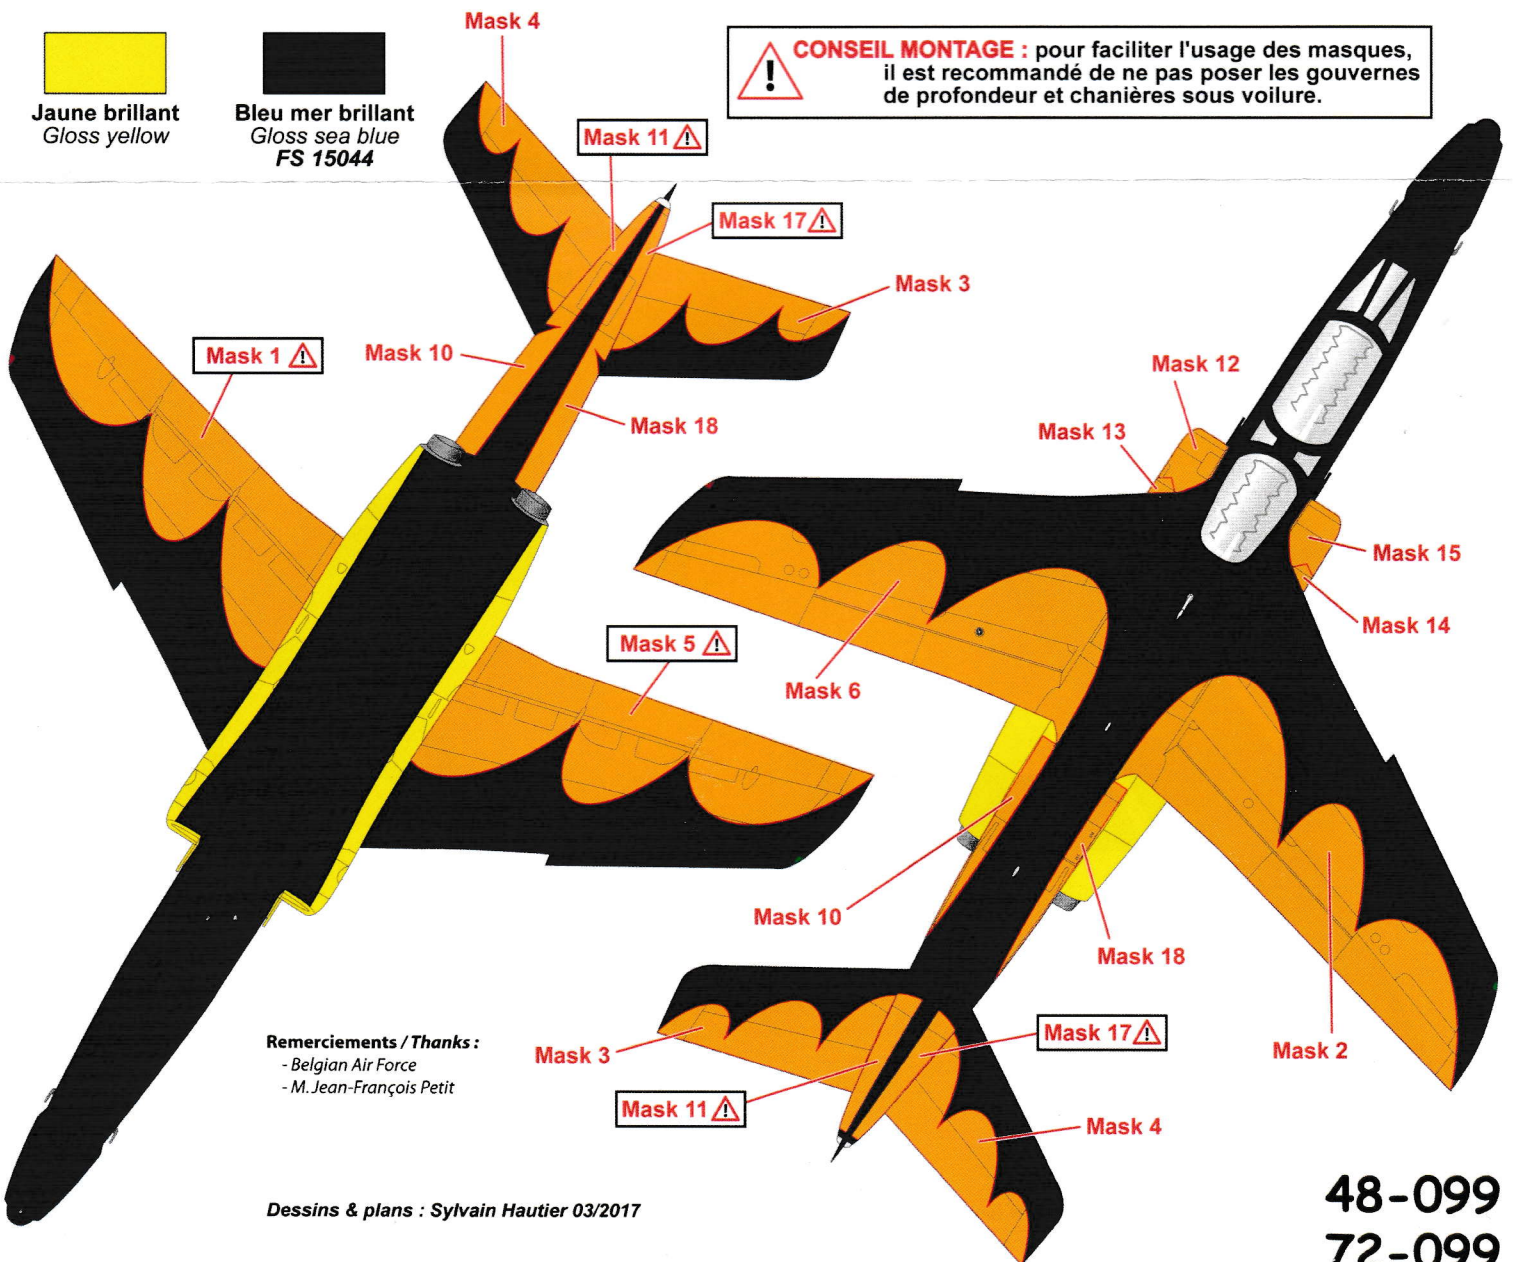 Mask 4
CONSEIL MONTAGE : pour faciliter l'usage des masques,
il est recommandé de ne pas poser les gouvernes
de profondeur et chanières sous voilure.
!
Jaune brillant
Gloss yellow
Bleu mer brillant
Gloss sea blue
FS 15044
Mask 11 !
Mask 17 !
Mask 3
Mask 1 !
Mask 10
Mask 18
Mask 12
Mask 13
Mask 15
Mask 14
Mask 5 !
Mask 6
Mask 10
Mask 18
Mask 2
Mask 17 !
Mask 3
Mask 11 !
Mask 4
Remerciements / Thanks :
- Belgian Air Force
- M. Jean-François Petit
Dessins & plans : Sylvain Hautier 03/2017
48-099
72-099